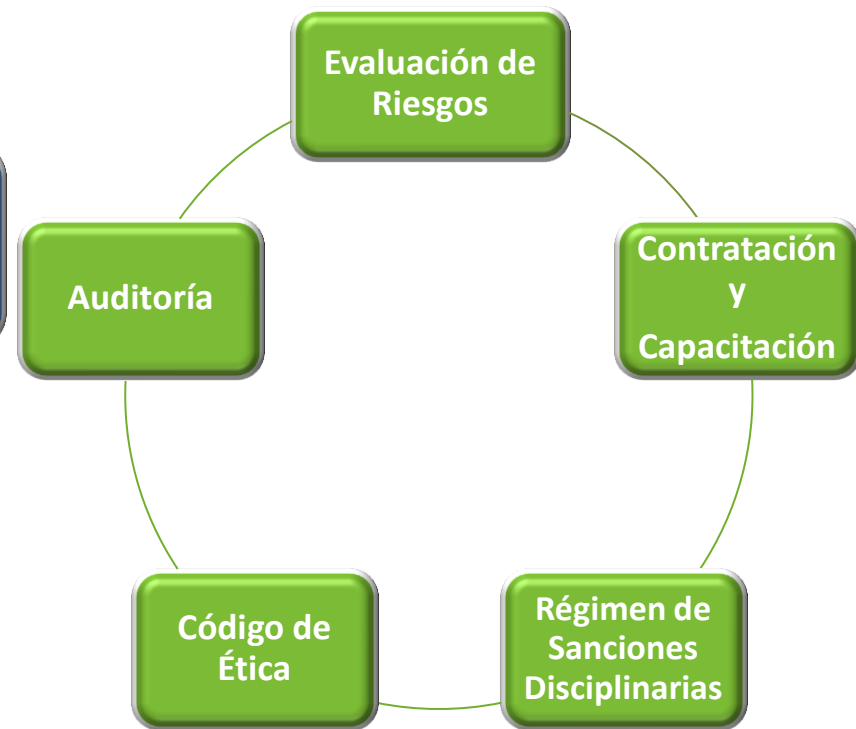 Evaluación de
Riesgos
Contratación
y
Capacitación
Régimen de
Sanciones
Disciplinarias
Código de
Ética
Auditoría